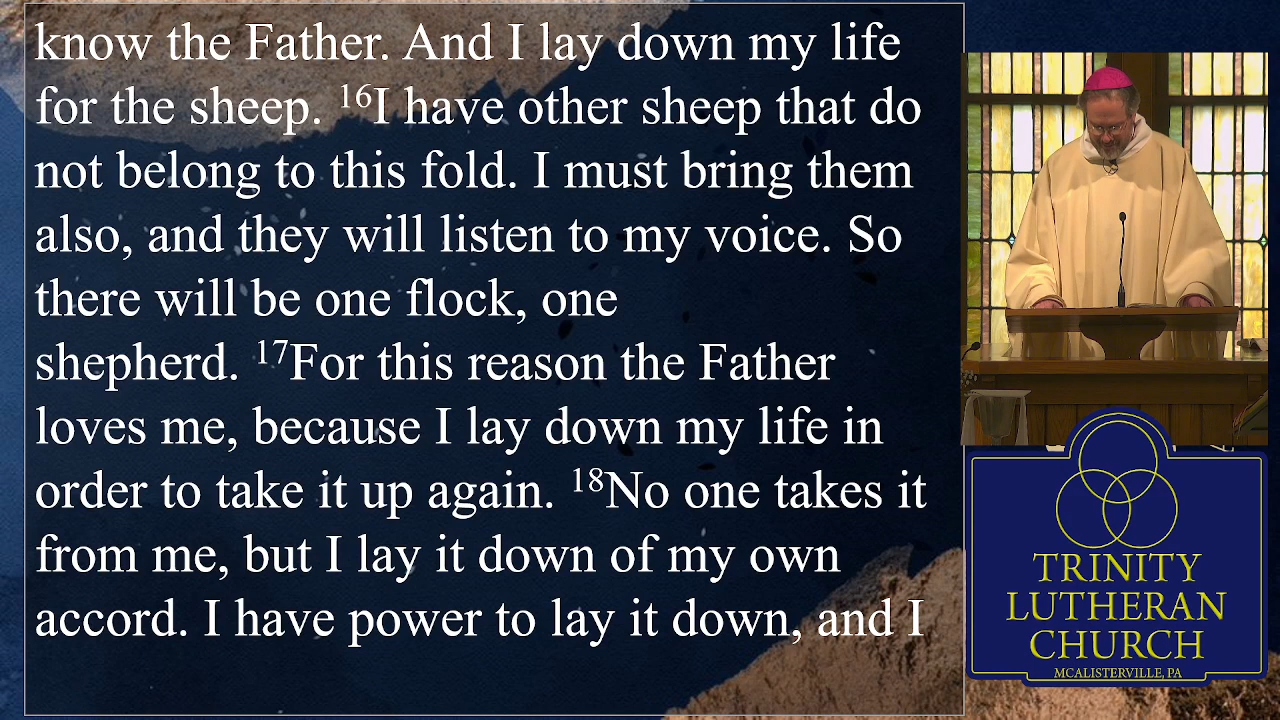 know the Father. And I lay down my life
for the sheep. ¹⁶I have other sheep that do
not belong to this fold. I must bring them
also, and they will listen to my voice. So
there will be one flock, one
shepherd. ¹⁷For this reason the Father
loves me, because I lay down my life in
order to take it up again. ¹⁸No one takes it
from me, but I lay it down of my own
accord. I have power to lay it down, and I
TRINITY
LUTHERAN
CHURCH
MCALISTERVILLE, PA